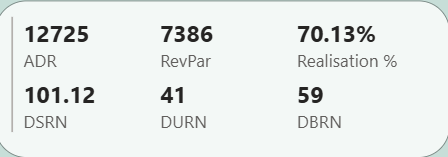 12725 7386 70.13%
ADR RevPar Realisation %
101.12 41 59
DSRN DURN DBRN